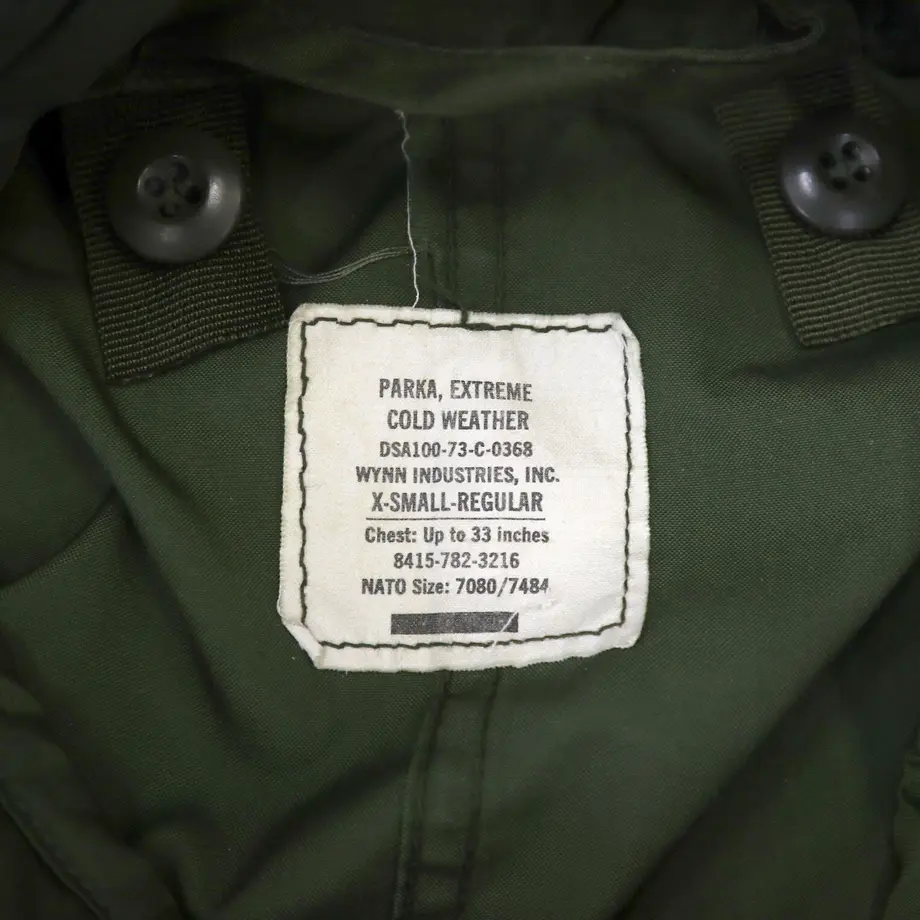 PARKA, EXTREME
COLD WEATHER
DSA100-73-C-0368
WYNN INDUSTRIES, INC.
X-SMALL-REGULAR
Chest: Up to 33 inches
8415-782-3216
NATO Size: 7080/7484